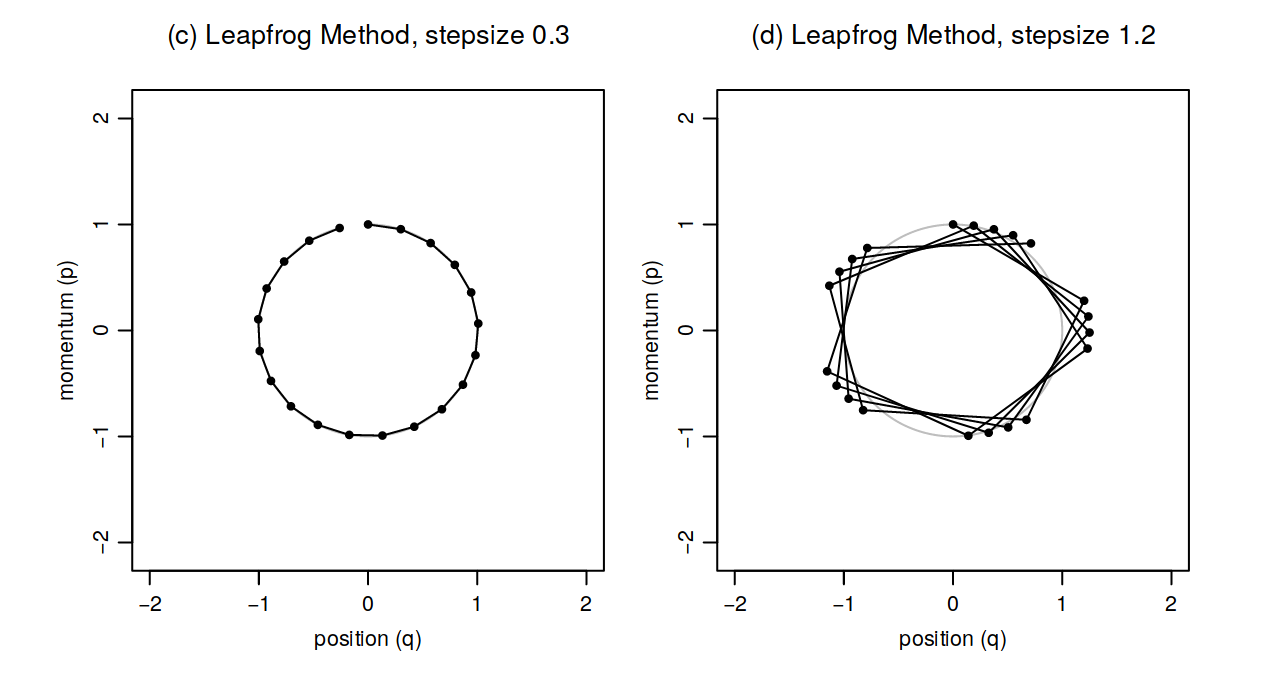 (c) Leapfrog Method, stepsize 0.3
2
1
0
−1
−2
momentum (p)
−2 −1 0 1 2
position (q)
(d) Leapfrog Method, stepsize 1.2
2
1
0
−1
−2
momentum (p)
−2 −1 0 1 2
position (q)